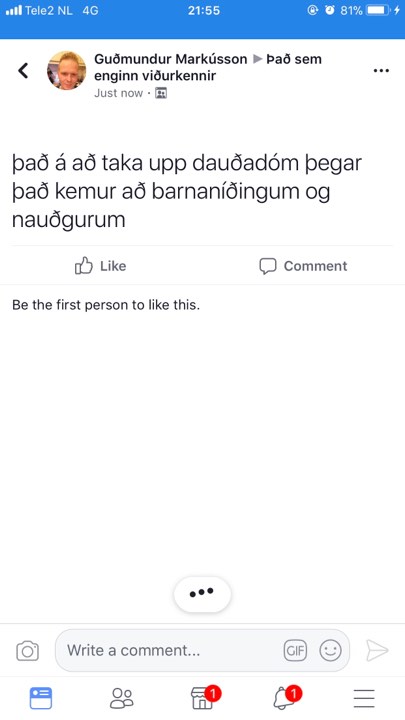 Tele2 NL 4G 21:55 81%
Guðmundur Markússon ▶ Það sem
enginn viðurkennir
Just now ·
það á að taka upp dauðadóm þegar
það kemur að barnaníðingum og
nauðgurum
Like Comment
Be the first person to like this.
Write a comment... GIF
1 1